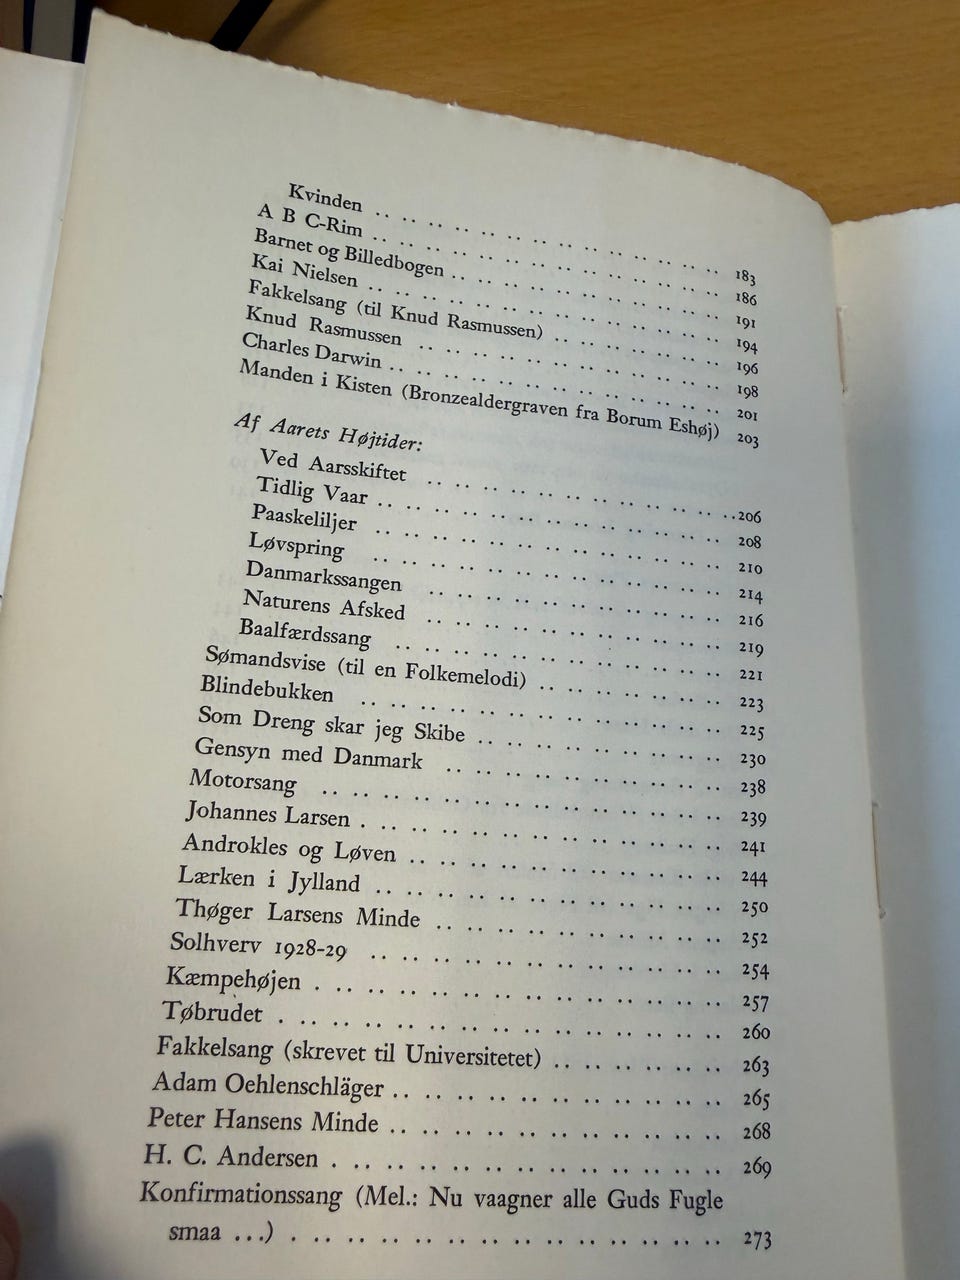 Kvinden .. .. .. .. .. .. .. .. .. .. .. .. .. 183
A B C-Rim .. .. .. .. .. .. .. .. .. .. .. .. .. 186
Barnet og Billedbogen .. .. .. .. .. .. .. .. .. .. 191
Kai Nielsen .. .. .. .. .. .. .. .. .. .. .. .. .. 194
Fakkelsang (til Knud Rasmussen) .. .. .. .. .. .. .. 196
Knud Rasmussen .. .. .. .. .. .. .. .. .. .. .. 198
Charles Darwin .. .. .. .. .. .. .. .. .. .. .. .. 201
Manden i Kisten (Bronzealdergraven fra Borum Eshøj) 203
Af Aarets Højtider:
Ved Aarsskiftet .. .. .. .. .. .. .. .. .. .. .. ..206
Tidlig Vaar .. .. .. .. .. .. .. .. .. .. .. .. .. 208
Paaskeliljer .. .. .. .. .. .. .. .. .. .. .. .. .. 210
Løvspring .. .. .. .. .. .. .. .. .. .. .. .. .. 214
Danmarkssangen .. .. .. .. .. .. .. .. .. .. .. 216
Naturens Afsked .. .. .. .. .. .. .. .. .. .. .. 219
Baalfærdssang .. .. .. .. .. .. .. .. .. .. .. .. 221
Sømandsvise (til en Folkemelodi) .. .. .. .. .. .. .. 223
Blindebukken .. .. .. .. .. .. .. .. .. .. .. .. .. 225
Som Dreng skar jeg Skibe .. .. .. .. .. .. .. .. .. 230
Gensyn med Danmark .. .. .. .. .. .. .. .. .. .. 238
Motorsang .. .. .. .. .. .. .. .. .. .. .. .. .. .. 239
Johannes Larsen . .. .. .. .. .. .. .. .. .. .. .. .. 241
Androkles og Løven .. .. .. .. .. .. .. .. .. .. .. 244
Lærken i Jylland .. .. .. .. .. .. .. .. .. .. .. .. 250
Thøger Larsens Minde .. .. .. .. .. .. .. .. .. .. 252
Solhverv 1928-29 .. .. .. .. .. .. .. .. .. .. .. .. 254
Kæmpehøjen . .. .. .. .. .. .. .. .. .. .. .. .. .. 257
Tøbrudet . .. .. .. .. .. .. .. .. .. .. .. .. .. .. 260
Fakkelsang (skrevet til Universitetet) .. .. .. .. .. .. 263
Adam Oehlenschläger .. .. .. .. .. .. .. .. .. .. .. 265
Peter Hansens Minde .. .. .. .. .. .. .. .. .. .. .. 268
H. C. Andersen . .. .. .. .. .. .. .. .. .. .. .. .. 269
Konfirmationssang (Mel.: Nu vaagner alle Guds Fugle
smaa ...) . .. .. .. .. .. .. .. .. .. .. .. .. .. 273